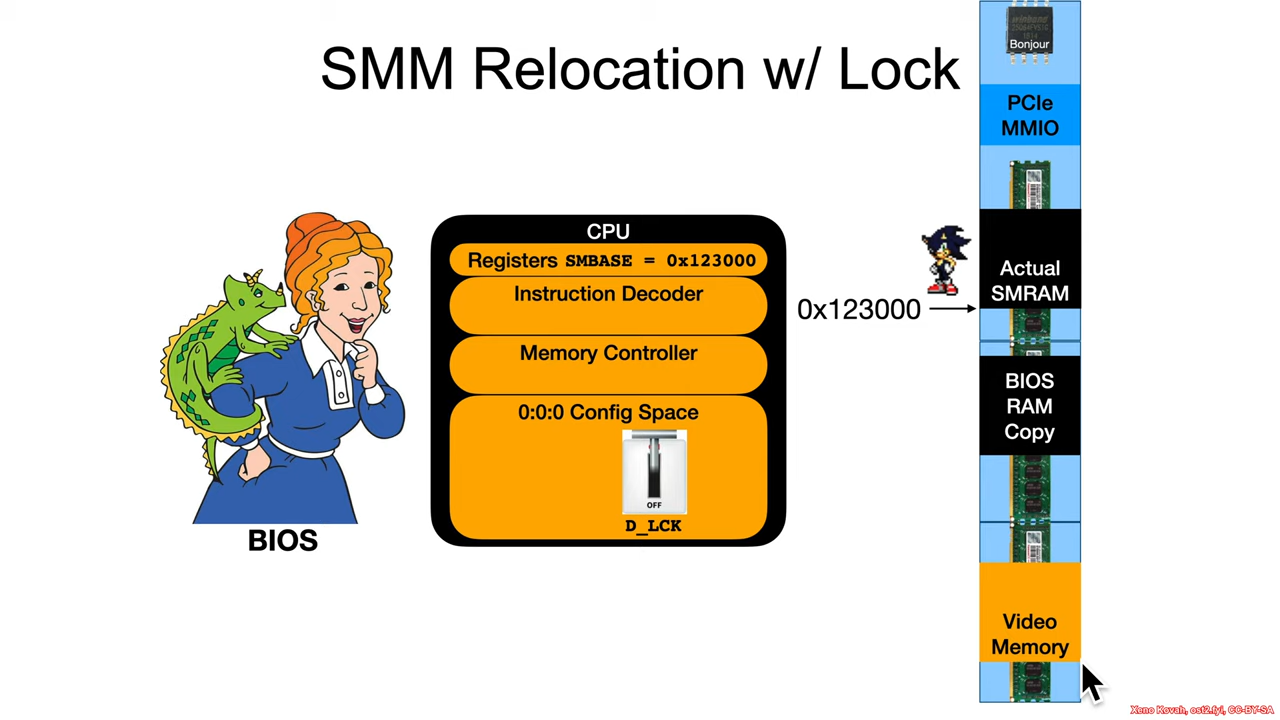 SMM Relocation w/ Lock
Bonjour
PCIe
MMIO
CPU
Registers SMBASE = 0x123000
Instruction Decoder
Memory Controller
0:0:0 Config Space
OFF
D_LCK
BIOS
0x123000
Actual
SMRAM
BIOS
RAM
Copy
Video
Memory
Xeno Kovah, ost2.fyi, CC-BY-SA